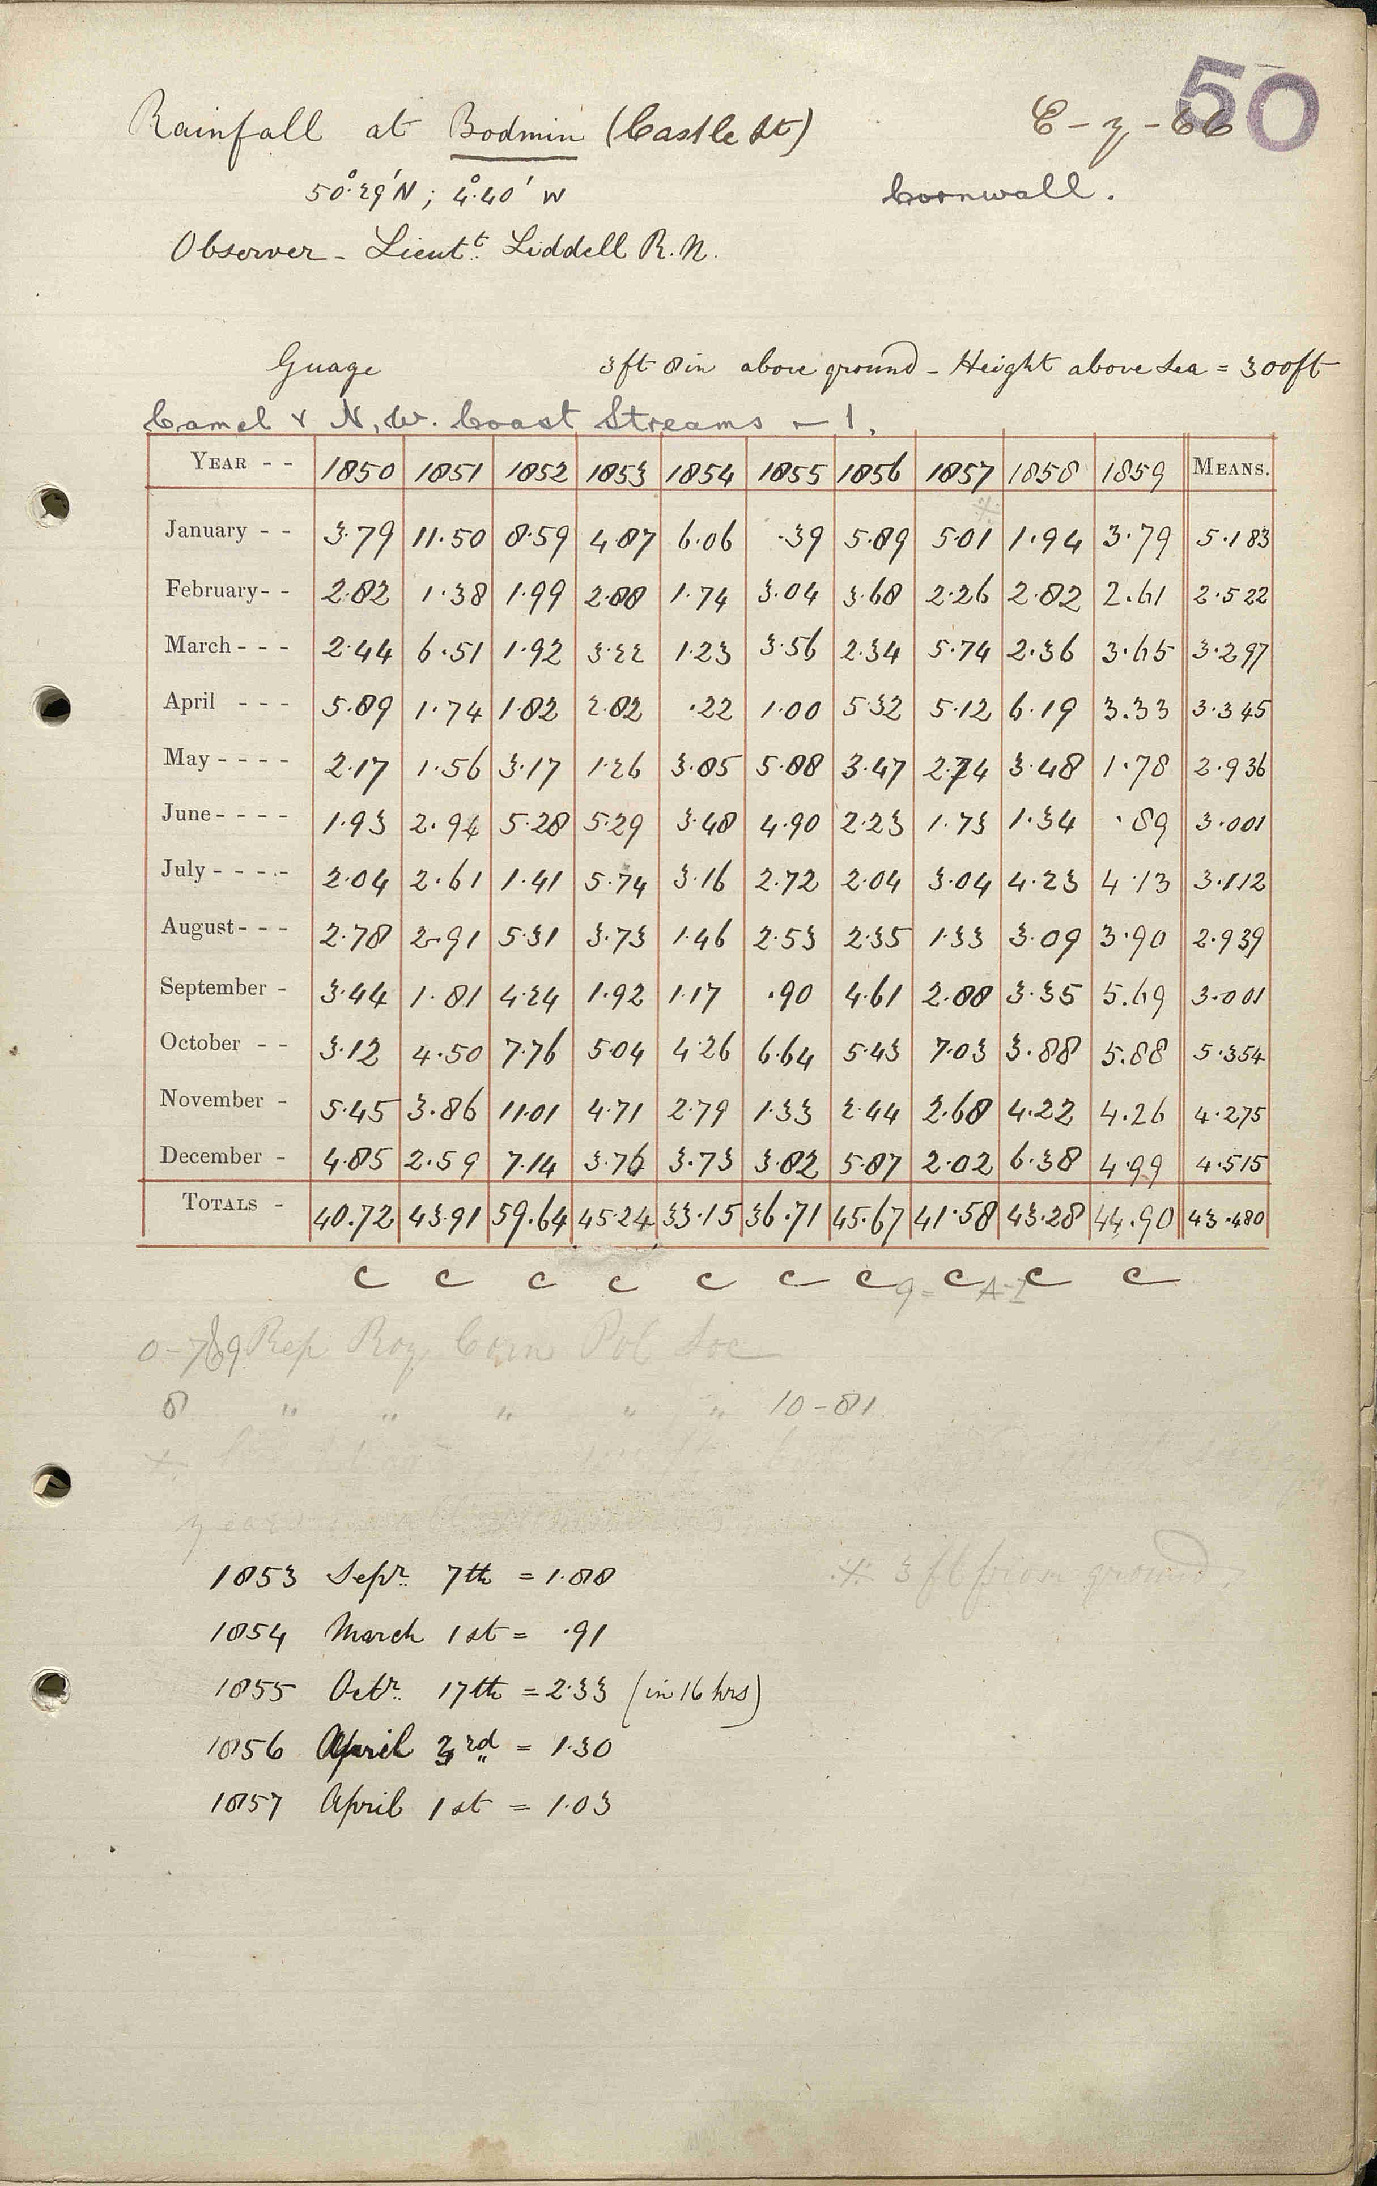 50
Rainfall at Bodmin (Castle St)
Cornwall.
50°.29'N ; 4°.40' W
Observer - Lieutt. Liddell R.N.
Guage 3ft 8in above ground - Height above Sea = 300ft
Camel & N.W. Coast Streams - 1.
YEAR - - 1850 1851 1852 1853 1854 1855 1856 1857 1858 1859 MEANS.
January - - 3.79 11.50 8.59 4.87 6.06 .39 5.89 5.01 1.94 3.79 5.183
February - - 2.82 1.38 1.99 2.88 1.74 3.04 3.68 2.26 2.82 2.61 2.522
March - - - 2.44 6.51 1.92 3.22 1.23 3.56 2.34 5.74 2.36 3.65 3.297
April - - - 5.89 1.74 1.82 2.82 .22 1.00 5.32 5.12 6.19 3.33 3.345
May - - - - 2.17 1.56 3.17 1.26 3.85 5.88 3.47 2.74 3.48 1.78 2.936
June - - - - 1.93 2.94 5.28 5.29 3.48 4.90 2.23 1.73 1.34 .89 3.001
July - - - - 2.04 2.61 1.41 5.74 3.16 2.72 2.04 3.04 4.23 4.13 3.112
August - - - 2.78 2.91 5.31 3.73 1.46 2.53 2.35 1.33 3.09 3.90 2.939
September - 3.44 1.81 4.24 1.92 1.17 .90 4.61 2.88 3.35 5.69 3.001
October - - 3.12 4.50 7.76 5.04 4.26 6.64 5.43 7.03 3.88 5.88 5.354
November - 5.45 3.86 11.01 4.71 2.79 1.33 2.44 2.68 4.22 4.26 4.275
December - 4.85 2.59 7.14 3.76 3.73 3.82 5.87 2.02 6.38 4.99 4.515
TOTALS - 40.72 43.91 59.64 45.24 33.15 36.71 45.67 41.58 43.28 44.90 43.480
C C C C C C C C C C
Rep Roy Corn Pol Soc
8 " " " " " 10-81
years
1853 Sepr. 7th = 1.88
3 ft from ground.
1854 March 1st = .91
1855 Octr. 17th = 2.33 (in 16 hrs)
1856 April 3rd = 1.30
1857 April 1st = 1.03